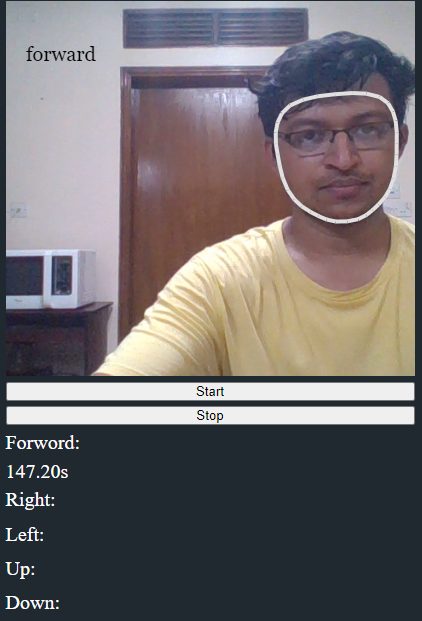 forward
Start
Stop
Forword:
147.20s
Right:
Left:
Up:
Down: